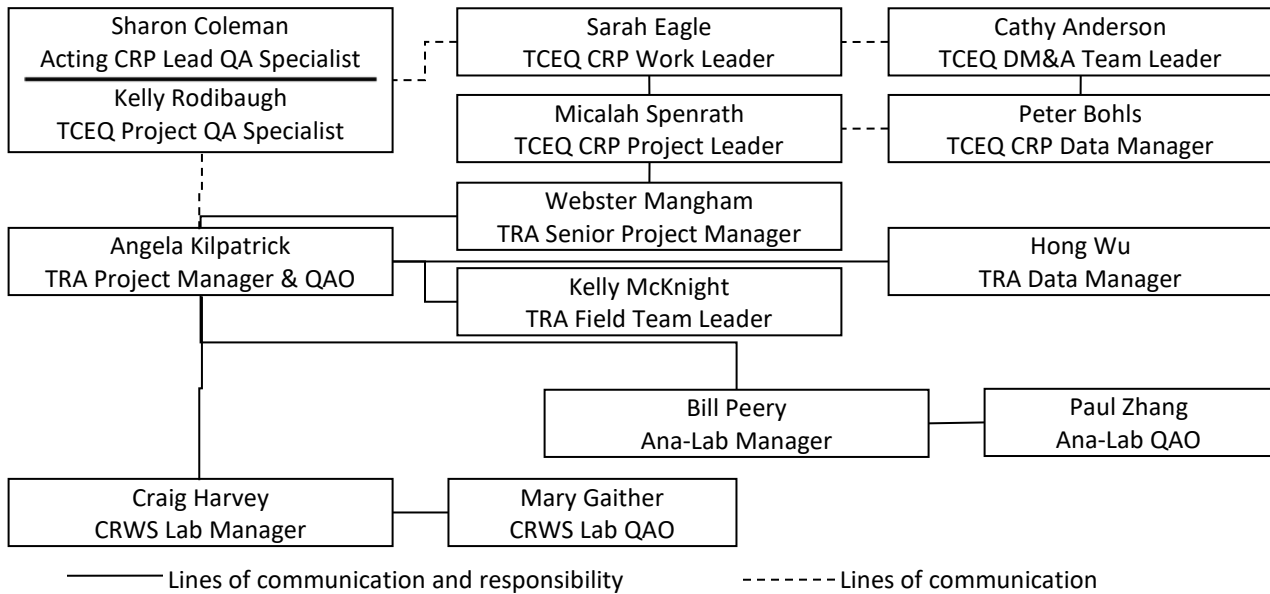 Sharon Coleman
Acting CRP Lead QA Specialist
Kelly Rodibaugh
TCEQ Project QA Specialist
Sarah Eagle
TCEQ CRP Work Leader
Cathy Anderson
TCEQ DM&A Team Leader
Micalah Spenrath
TCEQ CRP Project Leader
Peter Bohls
TCEQ CRP Data Manager
Webster Mangham
TRA Senior Project Manager
Angela Kilpatrick
TRA Project Manager & QAO
Hong Wu
TRA Data Manager
Kelly McKnight
TRA Field Team Leader
Bill Peery
Ana-Lab Manager
Paul Zhang
Ana-Lab QAO
Craig Harvey
CRWS Lab Manager
Mary Gaither
CRWS Lab QAO
Lines of communication and responsibility
Lines of communication